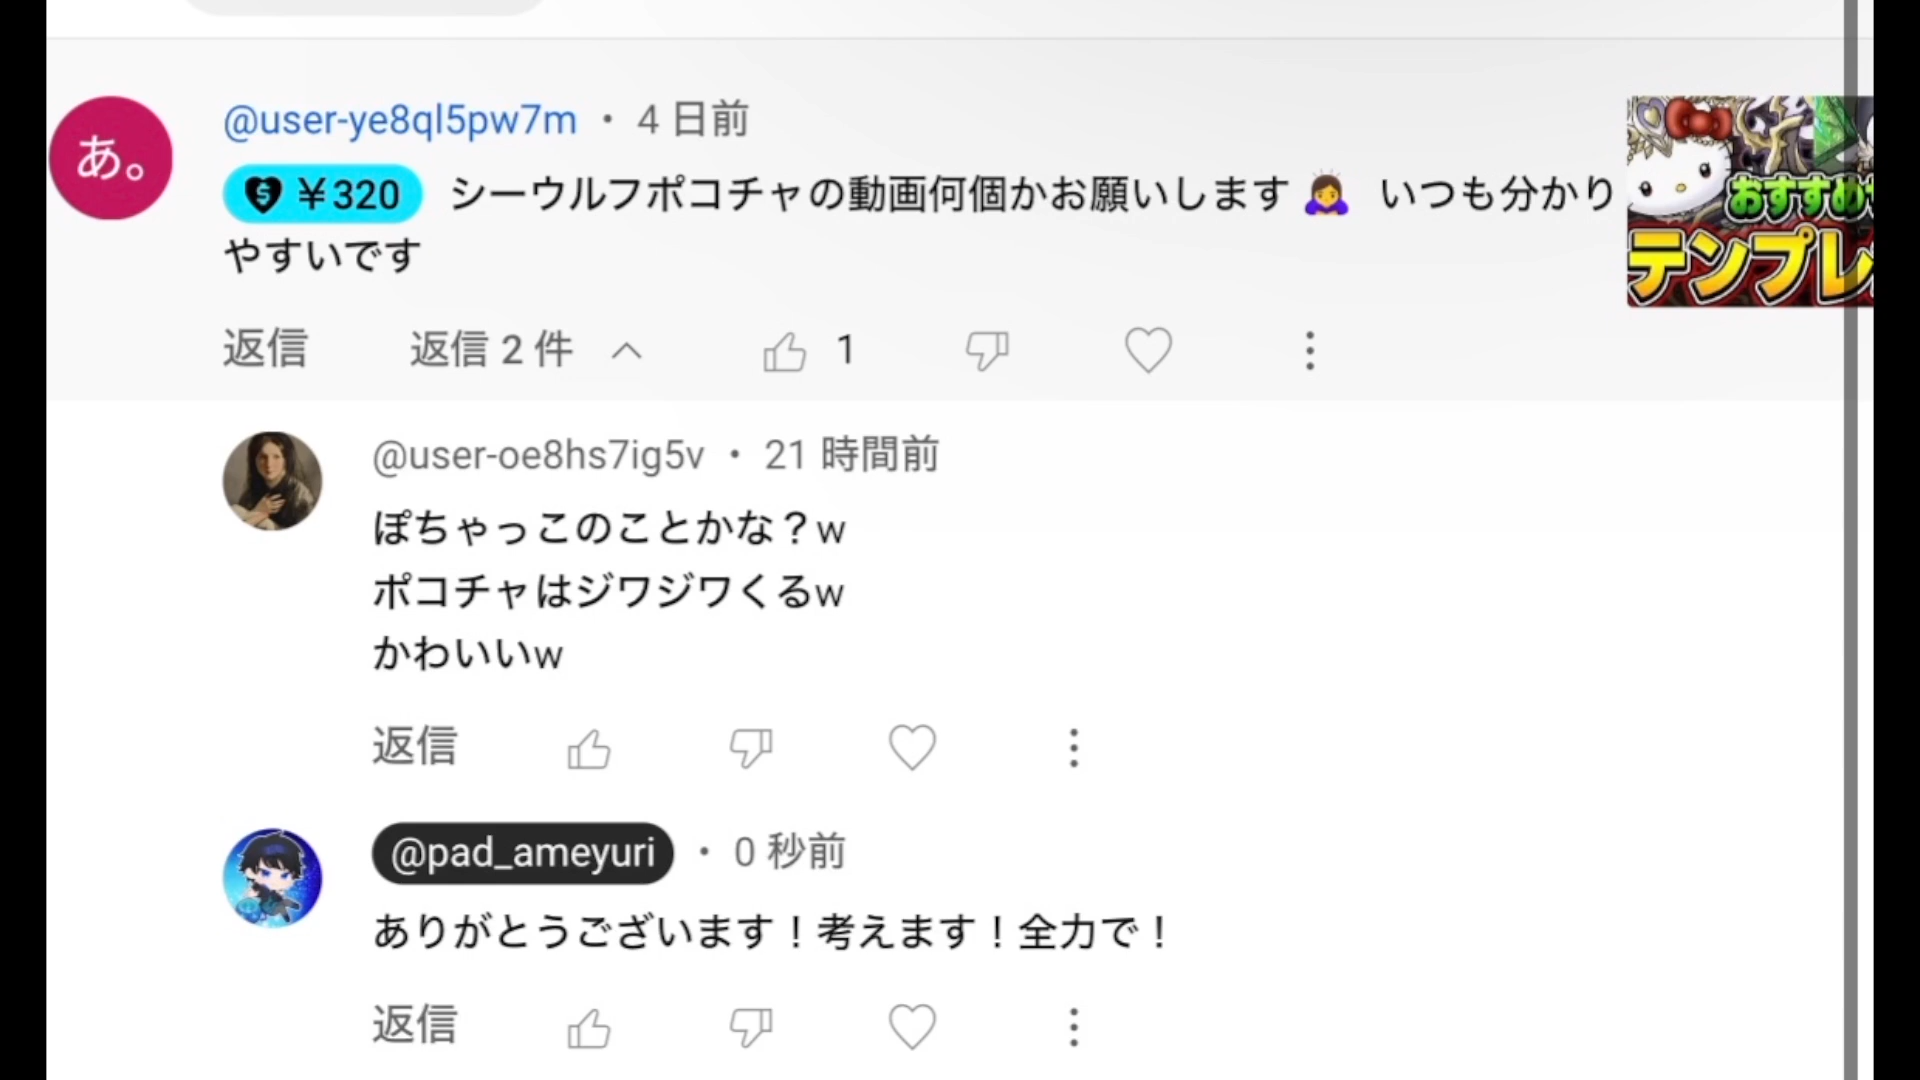 あ。
@user-ye8ql5pw7m ・ 4 日前
¥320 シーウルフポコチャの動画何個かお願いします🙇‍♀️ いつも分かり
やすいです
おすすめ
テンプレ
返信 返信 2 件 1
@user-oe8hs7ig5v ・ 21 時間前
ぽちゃっこのことかな？w
ポコチャはジワジワくるw
かわいいw
返信
@pad_ameyuri ・ 0 秒前
ありがとうございます！考えます！全力で！
返信